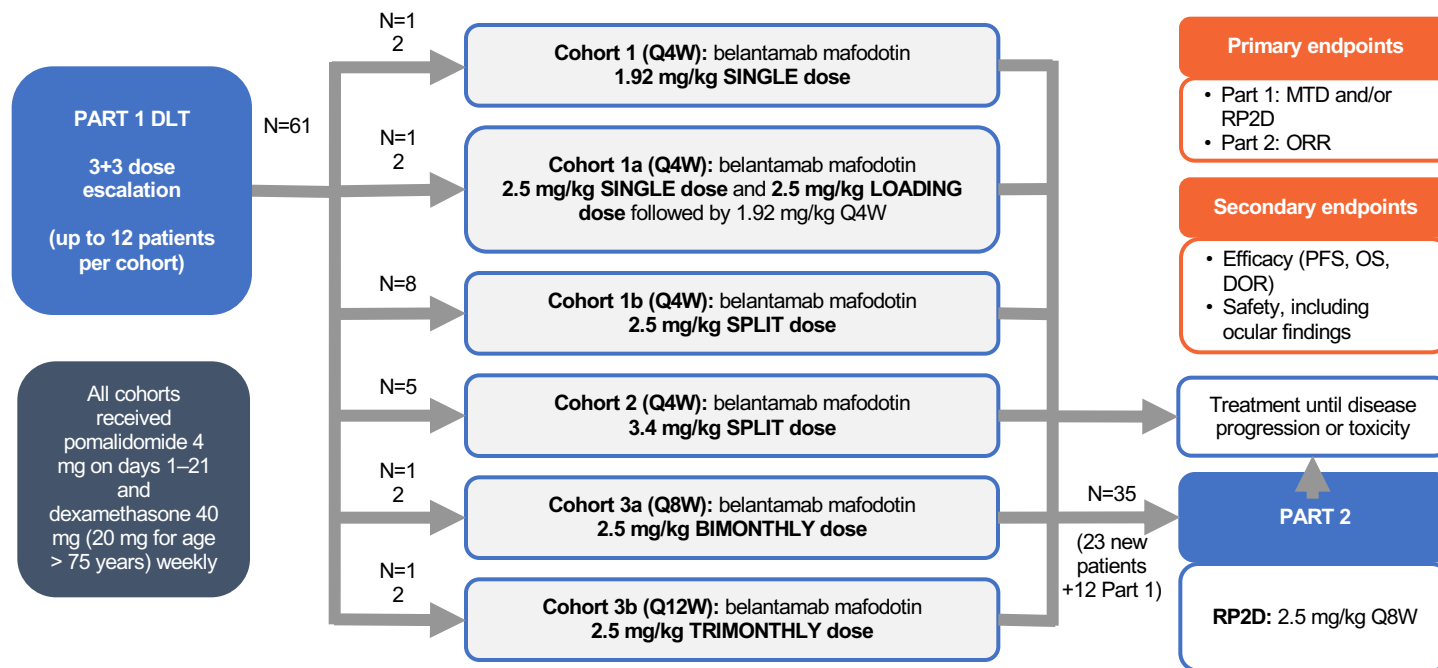 PART 1 DLT
3+3 dose
escalation
(up to 12 patients
per cohort)
All cohorts
received
pomalidomide 4
mg on days 1–21
and
dexamethasone 40
mg (20 mg for age
> 75 years) weekly
N=61
N=1
2
Cohort 1 (Q4W): belantamab mafodotin
1.92 mg/kg SINGLE dose
N=1
2
Cohort 1a (Q4W): belantamab mafodotin
2.5 mg/kg SINGLE dose and 2.5 mg/kg LOADING
dose followed by 1.92 mg/kg Q4W
N=8
Cohort 1b (Q4W): belantamab mafodotin
2.5 mg/kg SPLIT dose
N=5
Cohort 2 (Q4W): belantamab mafodotin
3.4 mg/kg SPLIT dose
N=1
2
Cohort 3a (Q8W): belantamab mafodotin
2.5 mg/kg BIMONTHLY dose
N=1
2
Cohort 3b (Q12W): belantamab mafodotin
2.5 mg/kg TRIMONTHLY dose
N=35
(23 new
patients
+12 Part 1)
Primary endpoints
• Part 1: MTD and/or
RP2D
• Part 2: ORR
Secondary endpoints
• Efficacy (PFS, OS,
DOR)
• Safety, including
ocular findings
Treatment until disease
progression or toxicity
PART 2
RP2D: 2.5 mg/kg Q8W